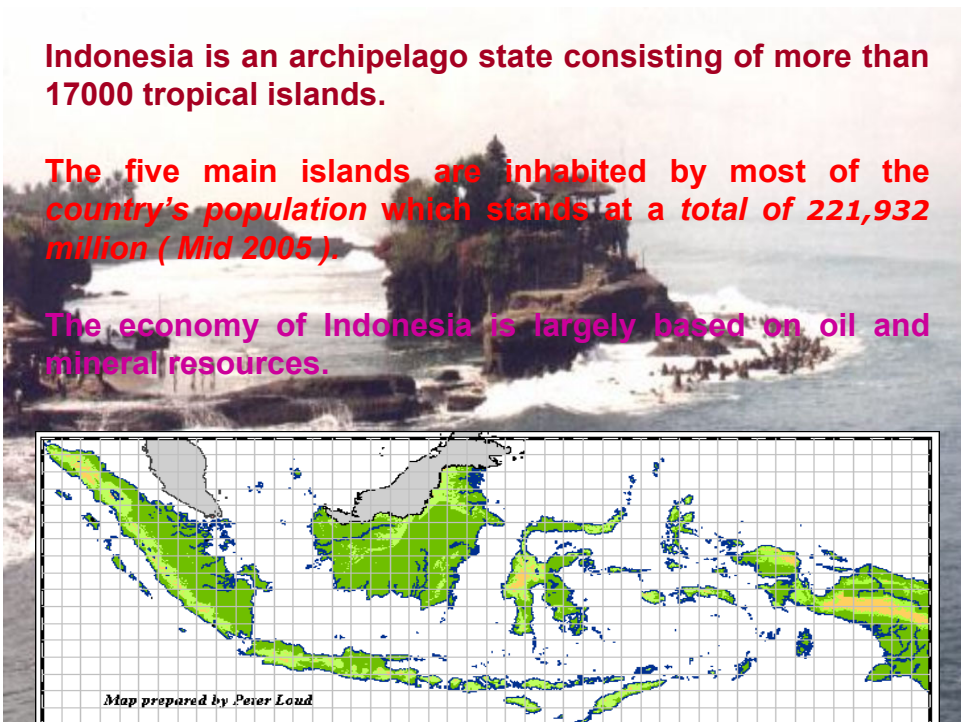 Indonesia is an archipelago state consisting of more than
17000 tropical islands.
The five main islands are inhabited by most of the
country’s population which stands at a total of 221,932
million ( Mid 2005 ).
The economy of Indonesia is largely based on oil and
mineral resources.
Map prepared by Peter Loud